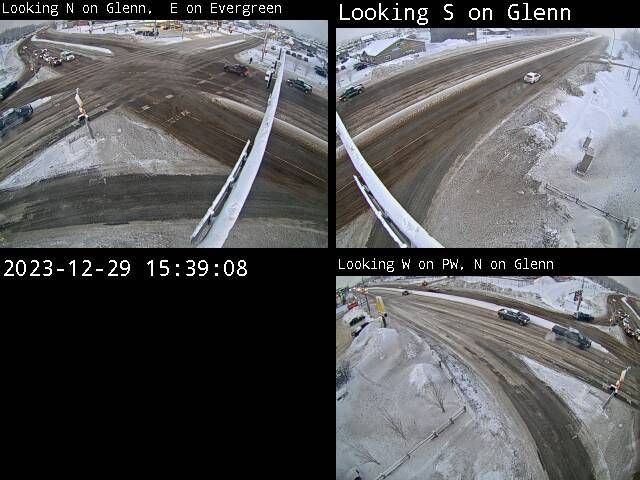 Looking N on Glenn,  E on Evergreen
Looking S on Glenn
2023-12-29 15:39:08
Looking W on PW, N on Glenn